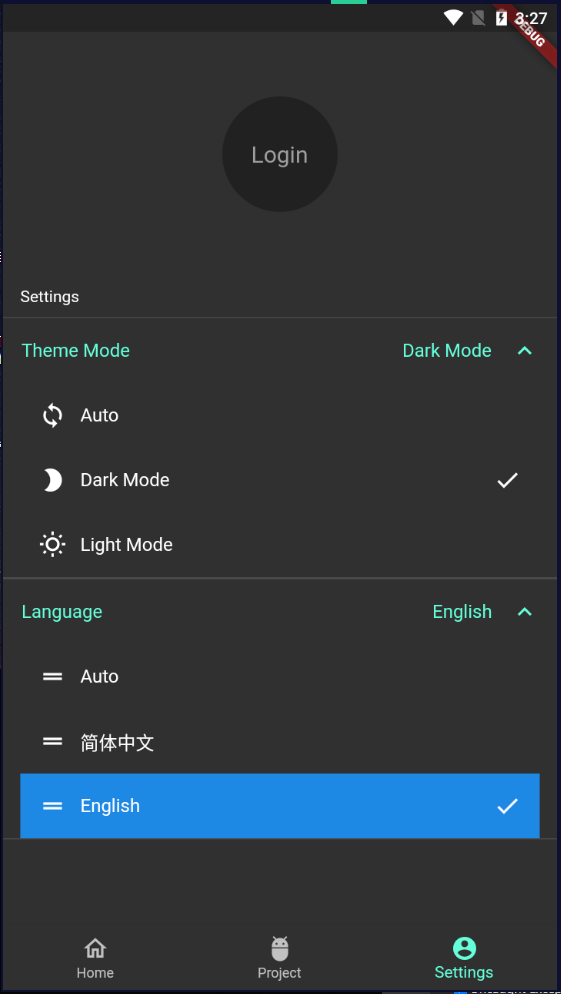 3:27
DEBUG
Login
Settings
Theme Mode Dark Mode
Auto
Dark Mode
Light Mode
Language English
Auto
简体中文
English
Home Project Settings